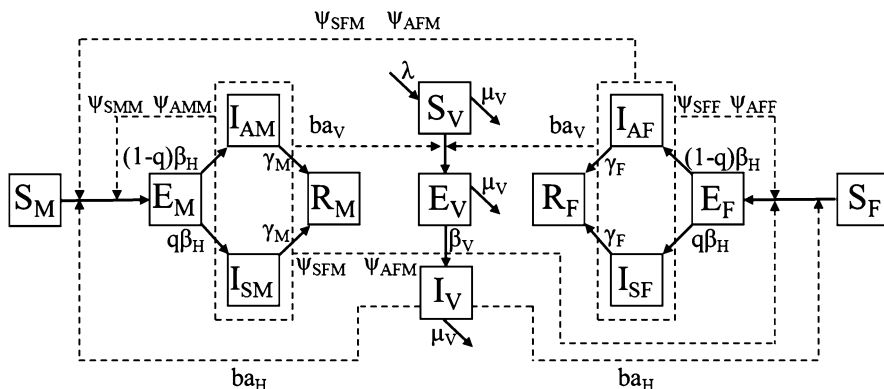 ψSFM ψAFM
λ
SV
μV
ψSMM ψAMM
ψSFF ψAFF
IAM
baV
baV
IAF
(1-q)βH
γM
γF
(1-q)βH
SM
EM
RM
EV
μV
RF
EF
SF
qβH
γM
βV
γF
qβH
ψSFM ψAFM
ISM
IV
ISF
μV
baH
baH